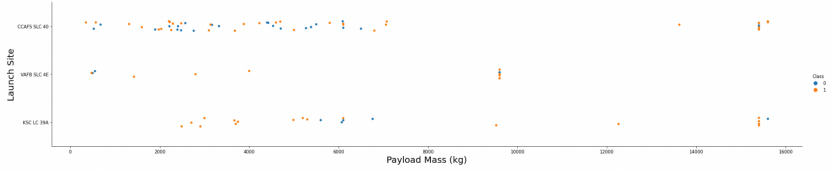 Launch Site
CCAFS SLC 40
VAFB SLC 4E
KSC LC 39A
0
2000
4000
6000
8000
10000
12000
14000
16000
Payload Mass (kg)
Class
0
1